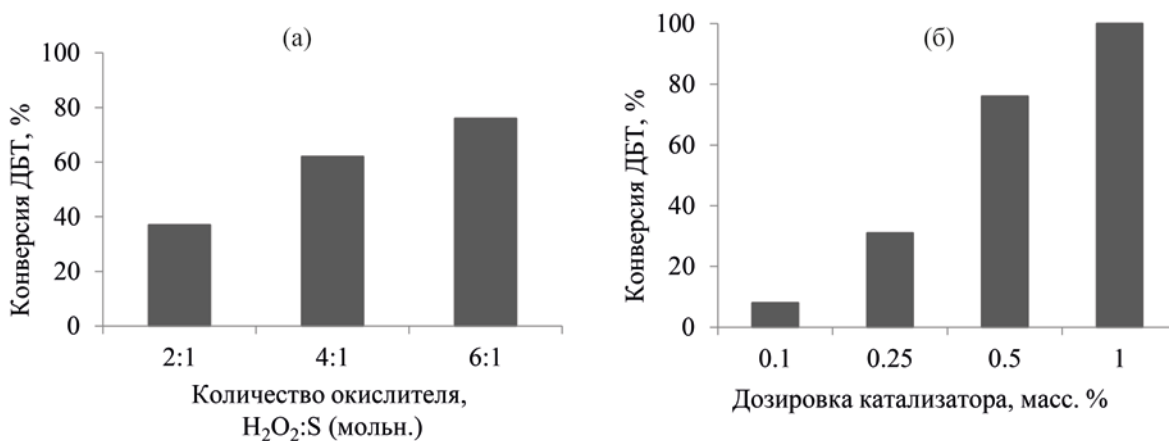 (а)
Конверсия ДБТ, %
100
80
60
40
20
0
2:1 4:1 6:1
Количество окислителя,
H₂O₂:S (мольн.)
(б)
Конверсия ДБТ, %
100
80
60
40
20
0
0.1 0.25 0.5 1
Дозировка катализатора, масс. %